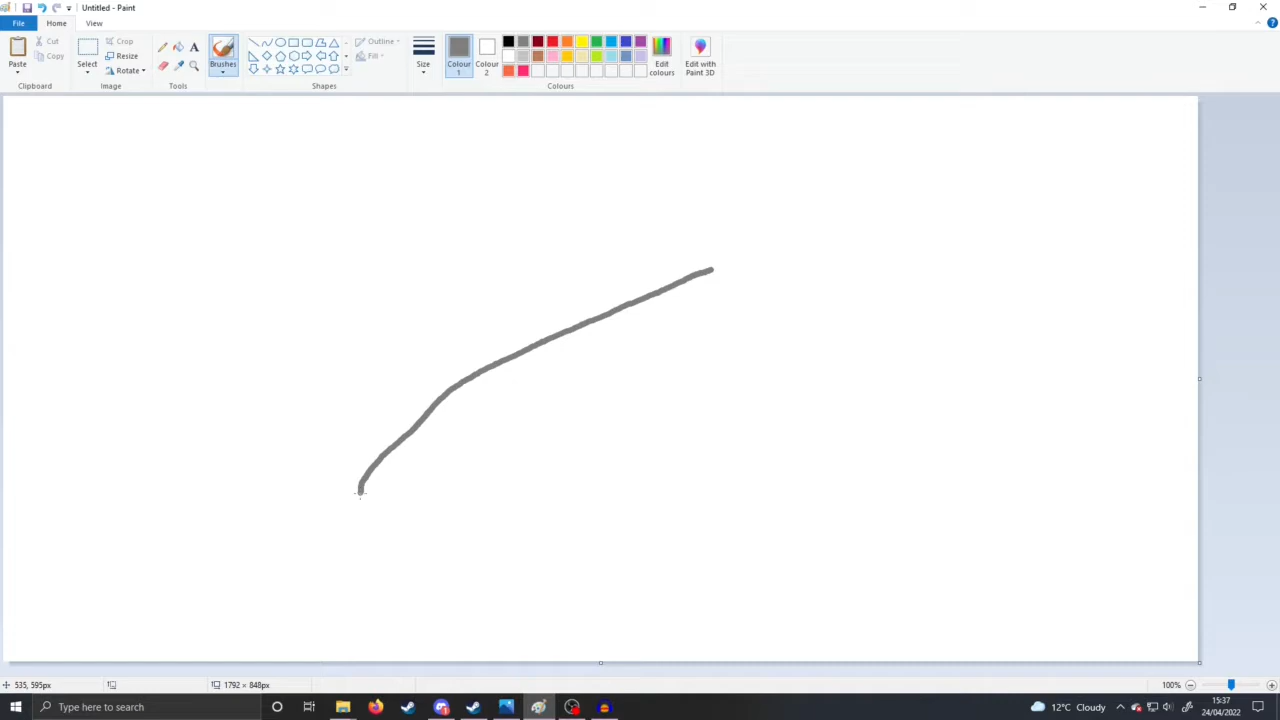 Untitled - Paint
File Home View
Paste
Cut
Copy
Clipboard
Select
Crop
Resize
Rotate
Image
A
Tools
Brushes
Shapes
Outline
Fill
Size
Colour 1
Colour 2
Edit colours
Colours
Edit with Paint 3D
535, 595px
1792 × 848px
100%
Type here to search
12°C Cloudy
15:37
24/04/2022